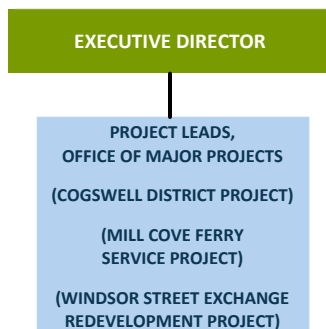 EXECUTIVE DIRECTOR
PROJECT LEADS,
OFFICE OF MAJOR PROJECTS
(COGSWELL DISTRICT PROJECT)
(MILL COVE FERRY
SERVICE PROJECT)
(WINDSOR STREET EXCHANGE
REDEVELOPMENT PROJECT)